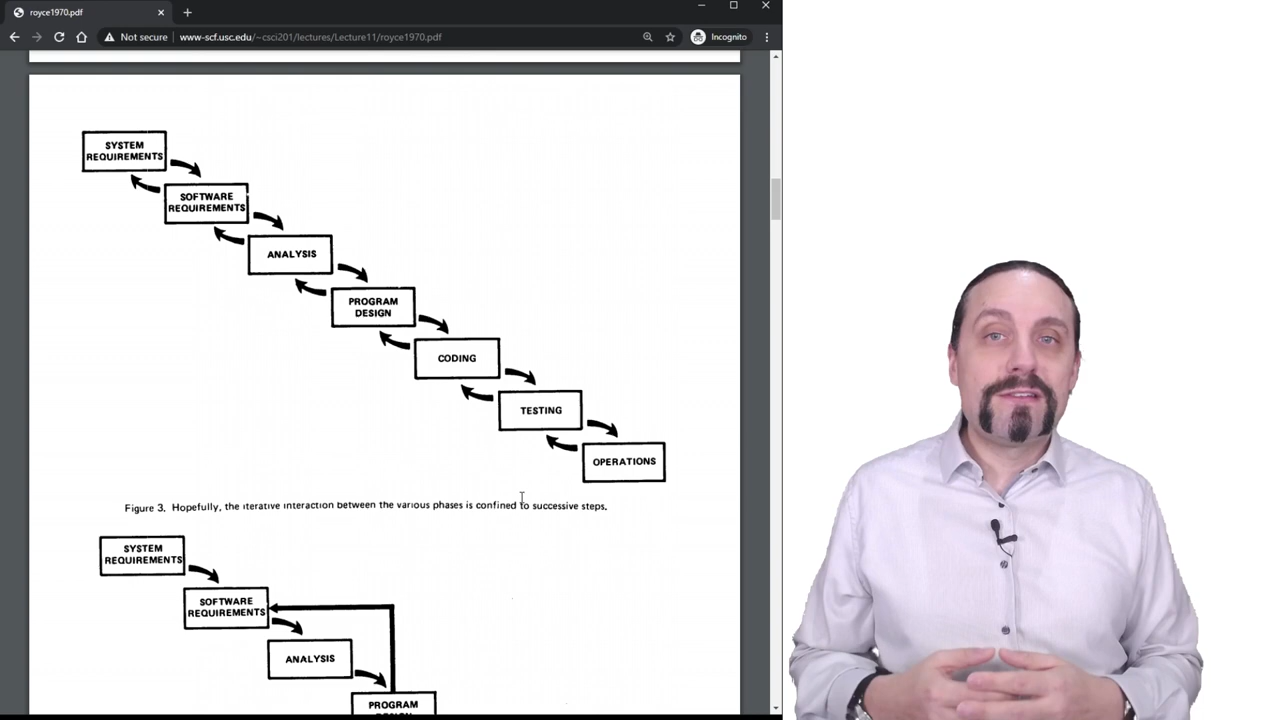 royce1970.pdf
Not secure
www-scf.usc.edu/~csci201/lectures/Lecture11/royce1970.pdf
Incognito
SYSTEM
REQUIREMENTS
SOFTWARE
REQUIREMENTS
ANALYSIS
PROGRAM
DESIGN
CODING
TESTING
OPERATIONS
Figure 3. Hopefully, the iterative interaction between the various phases is confined to successive steps.
SYSTEM
REQUIREMENTS
SOFTWARE
REQUIREMENTS
ANALYSIS
PROGRAM
DESIGN